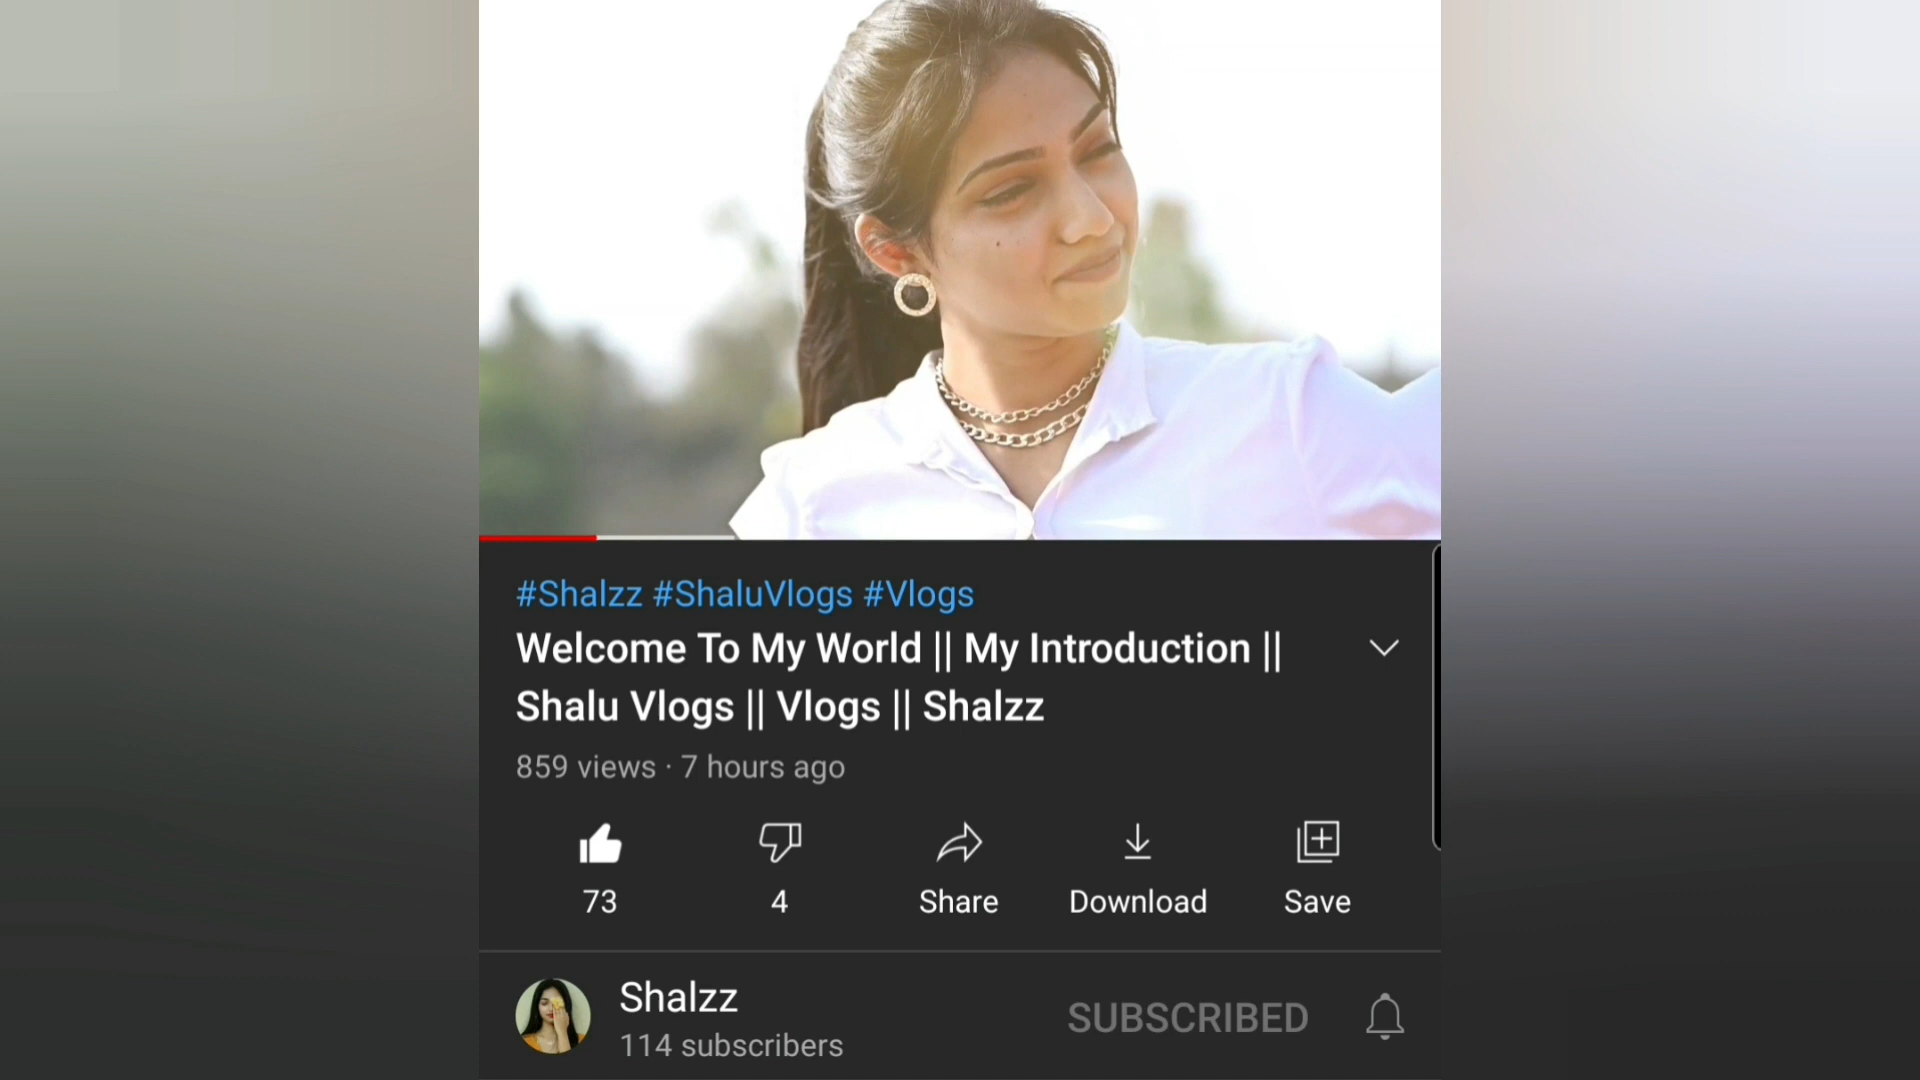 #Shalzz #ShaluVlogs #Vlogs
Welcome To My World || My Introduction ||
Shalu Vlogs || Vlogs || Shalzz
859 views · 7 hours ago
73
4
Share
Download
Save
Shalzz
SUBSCRIBED
114 subscribers